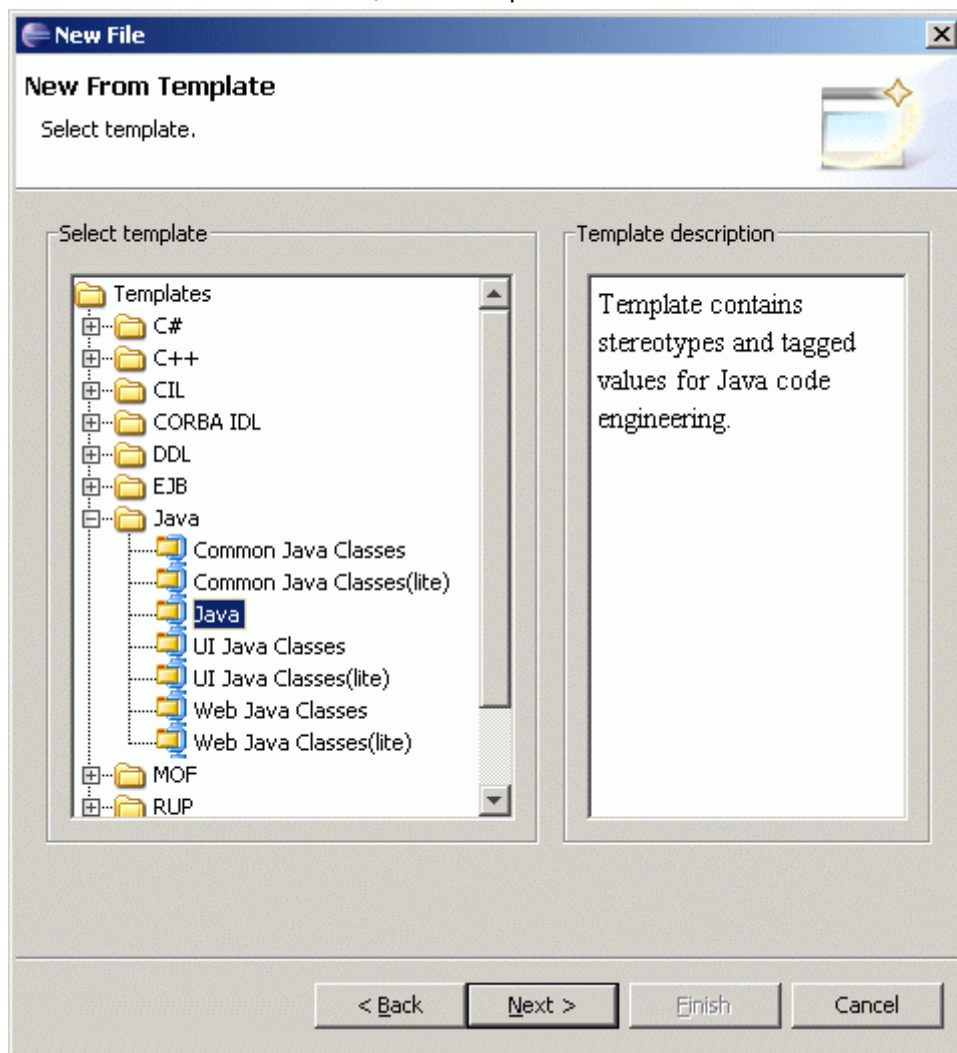 New File
New From Template
Select template.
Select template
Templates
C#
C++
CIL
CORBA IDL
DDL
EJB
Java
Common Java Classes
Common Java Classes(lite)
Java
UI Java Classes
UI Java Classes(lite)
Web Java Classes
Web Java Classes(lite)
MOF
RUP
Template description
Template contains
stereotypes and tagged
values for Java code
engineering.
< Back
Next >
Finish
Cancel